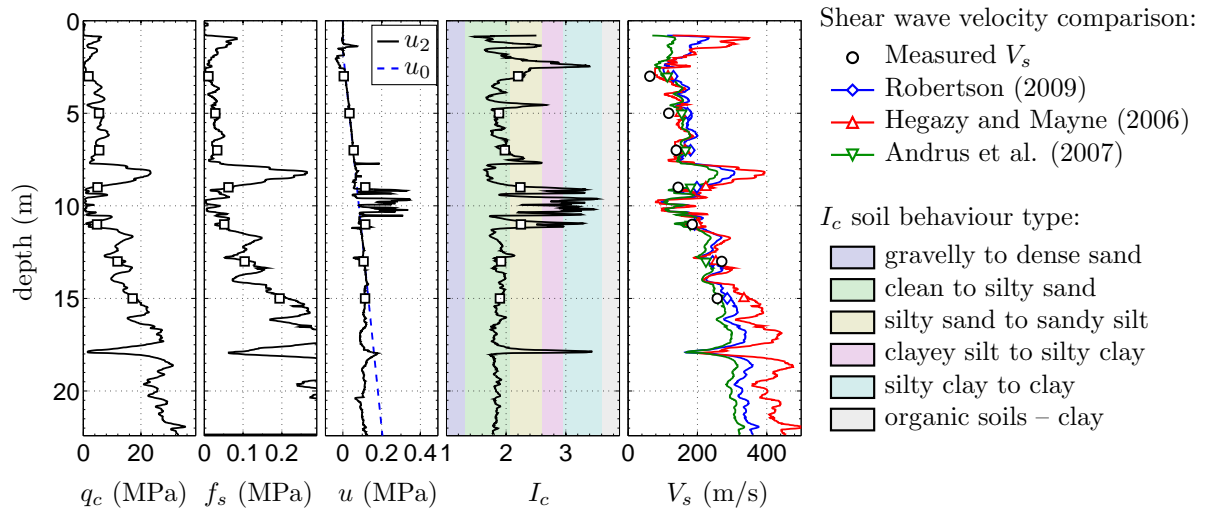 0
5
10
15
20
depth (m)
0 20
q_c (MPa)
0 0.1 0.2
f_s (MPa)
u_2
u_0
0 0.2 0.4
u (MPa)
1 2 3
I_c
0 200 400
V_s (m/s)
Shear wave velocity comparison:
Measured V_s
Robertson (2009)
Hegazy and Mayne (2006)
Andrus et al. (2007)
I_c soil behaviour type:
gravelly to dense sand
clean to silty sand
silty sand to sandy silt
clayey silt to silty clay
silty clay to clay
organic soils – clay